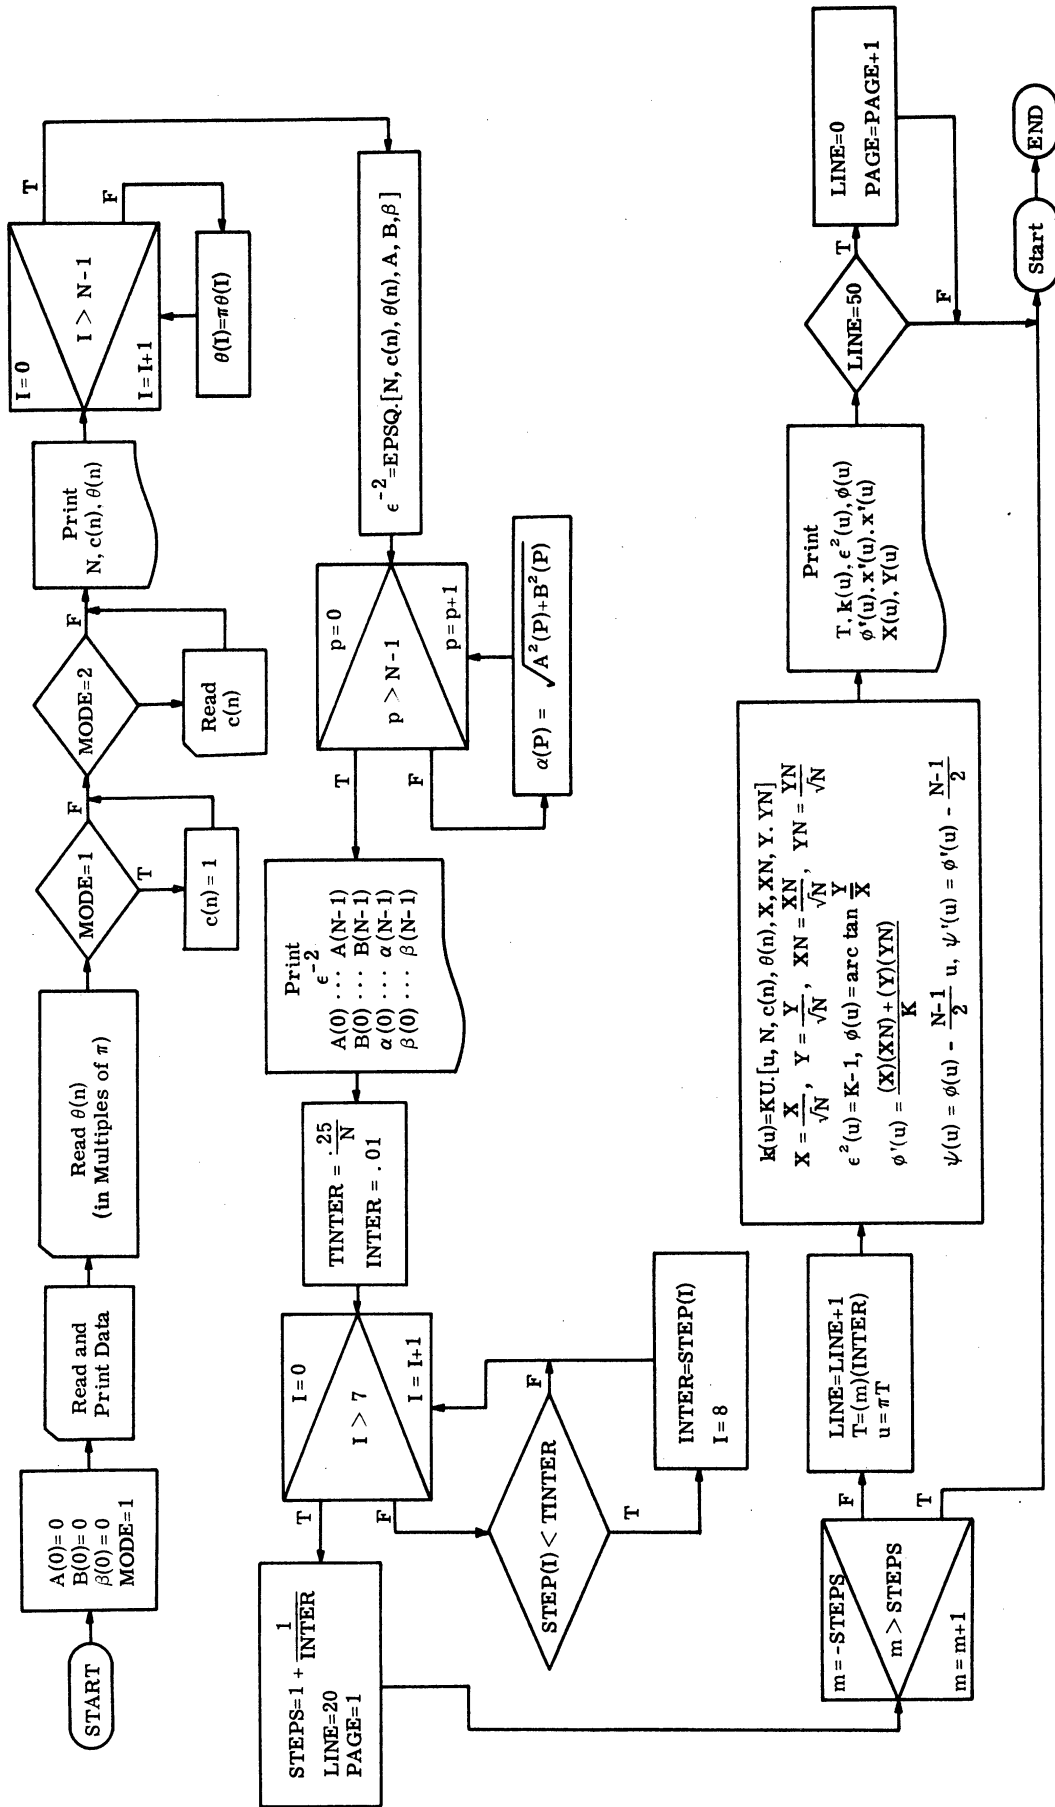 START
A(0)=0
B(0)=0
β(0)=0
MODE=1
Read and
Print Data
Read θ(n)
(in Multiples of π)
MODE=1
F
T
c(n)=1
MODE=2
F
Read
c(n)
Print
N, c(n), θ(n)
I=0
I > N-1
I=I+1
T
F
θ(I)=πθ(I)
ϵ⁻²=EPSQ.[N, c(n), θ(n), A, B, β]
p=0
p > N-1
p=p+1
T
F
α(P) = √A²(P)+B²(P)
Print
ϵ⁻²
A(0) ... A(N-1)
B(0) ... B(N-1)
α(0) ... α(N-1)
β(0) ... β(N-1)
TINTER = .25/N
INTER = .01
I=0
I > 7
I = I+1
T
F
STEP(I) < TINTER
F
T
INTER=STEP(I)
I=8
STEPS=1 + 1/INTER
LINE=20
PAGE=1
m=-STEPS
m > STEPS
m=m+1
F
T
LINE=LINE+1
T=(m)(INTER)
u=πT
k(u)=KU.[u, N, c(n), θ(n), X, XN, Y. YN]
X = X/√N, Y = Y/√N, XN = XN/√N, YN = YN/√N
ϵ²(u) = K-1, ϕ(u) = arc tan Y/X
ϕ'(u) = (X)(XN) + (Y)(YN)/K
ψ(u) = ϕ(u) - N-1/2 u, ψ'(u) = ϕ'(u) - N-1/2
Print
T, k(u), ϵ²(u), ϕ(u)
ϕ'(u). x'(u). x'(u)
X(u), Y(u)
LINE=50
T
F
LINE=0
PAGE=PAGE+1
Start
END